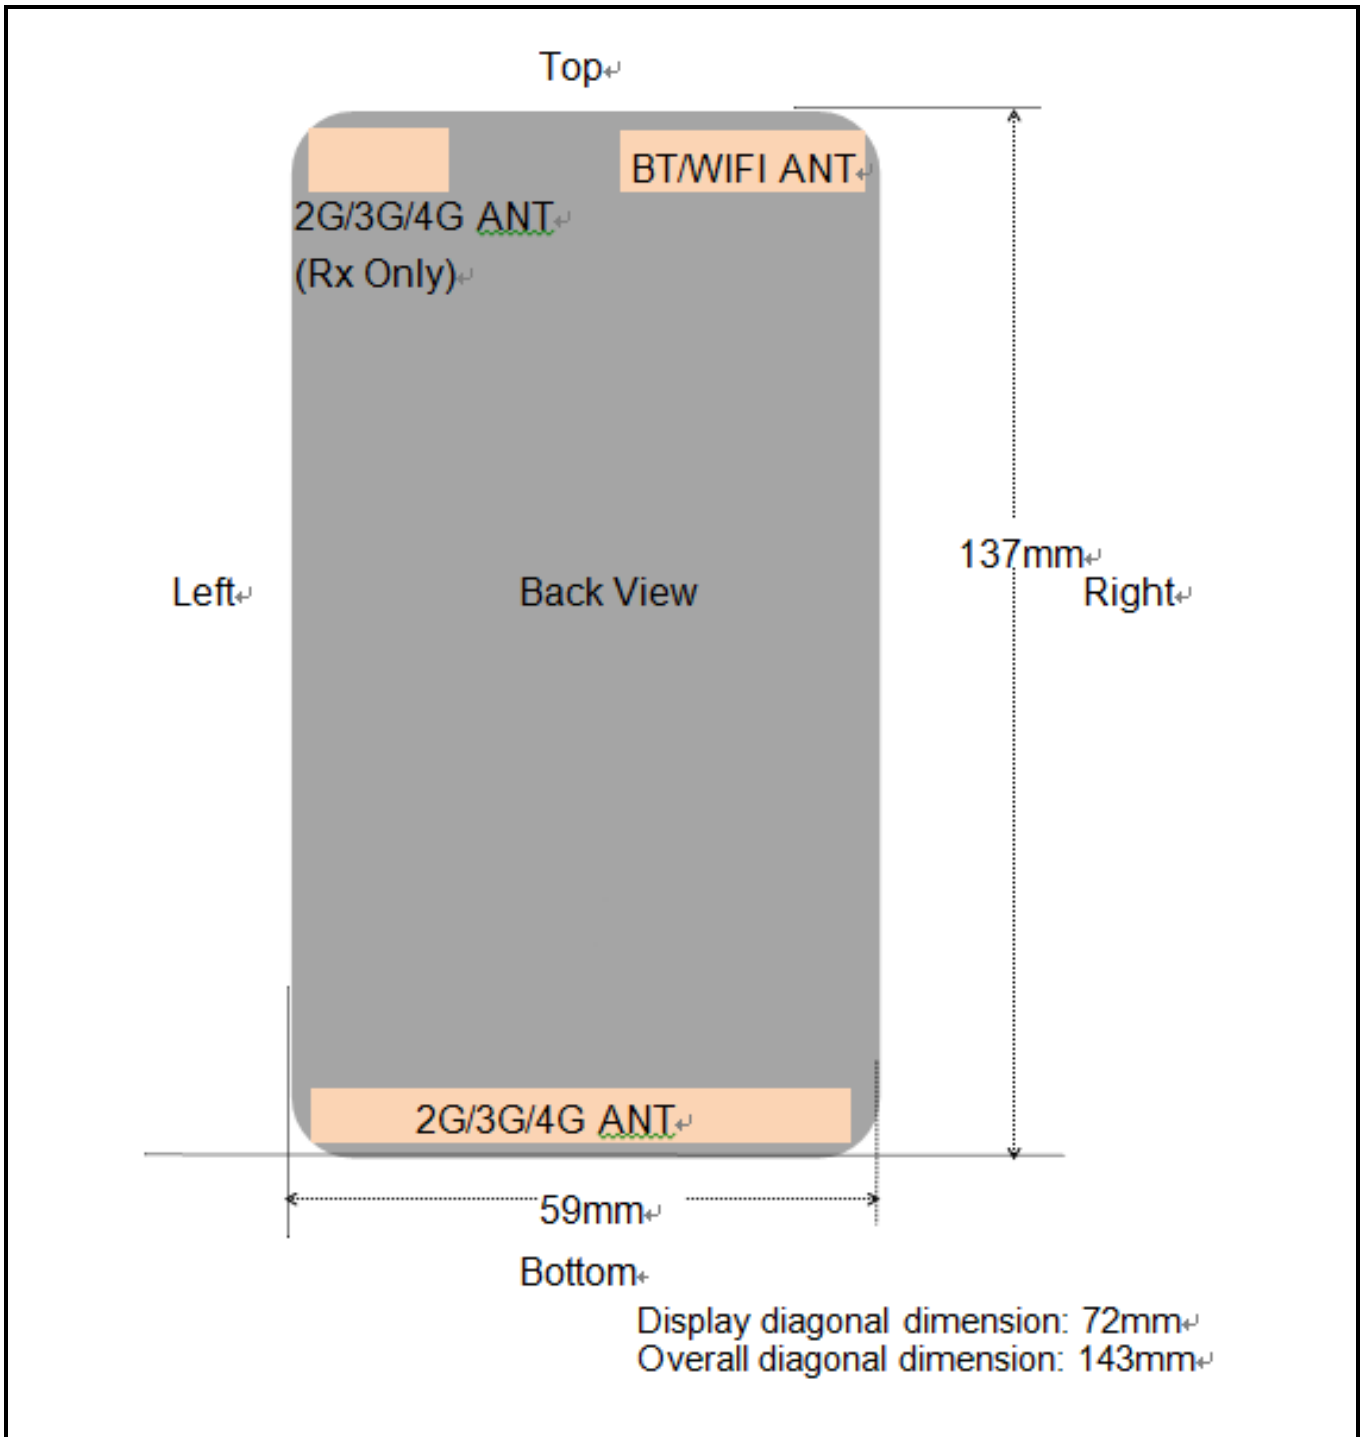 Top
BT/WIFI ANT
2G/3G/4G ANT
(Rx Only)
137mm
Left
Back View
Right
2G/3G/4G ANT
59mm
Bottom
Display diagonal dimension: 72mm
Overall diagonal dimension: 143mm